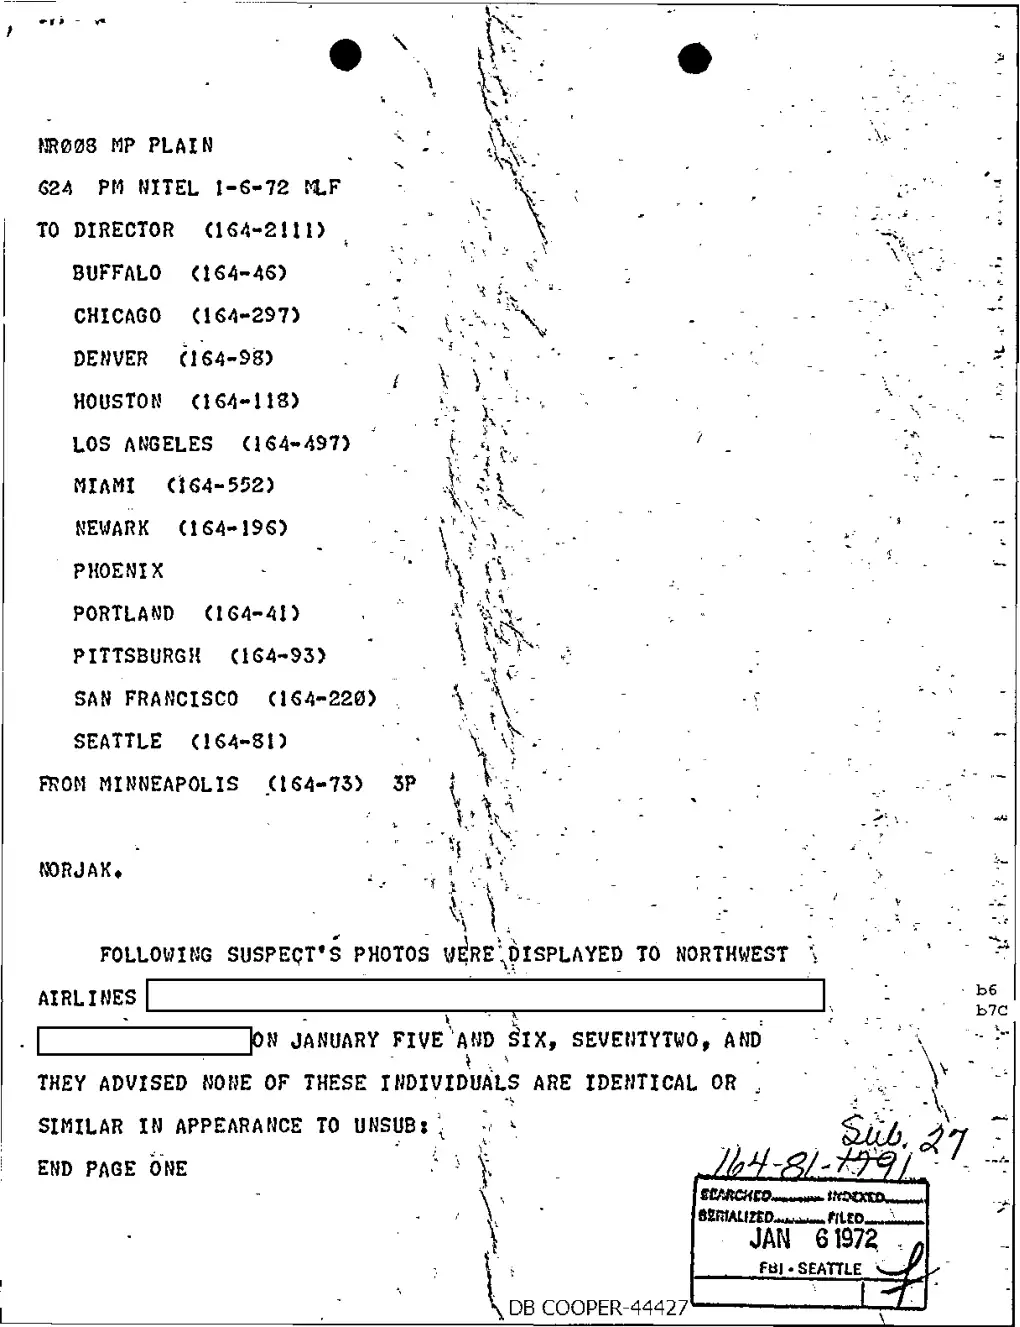 NR008 MP PLAIN
624 PM NITEL 1-6-72 MLF
TO DIRECTOR (164-2111)
BUFFALO (164-46)
CHICAGO (164-297)
DENVER (164-98)
HOUSTON (164-118)
LOS ANGELES (164-497)
MIAMI (164-552)
NEWARK (164-196)
PHOENIX
PORTLAND (164-41)
PITTSBURGH (164-93)
SAN FRANCISCO (164-220)
SEATTLE (164-81)
FROM MINNEAPOLIS (164-73) 3P
NORJAK.
FOLLOWING SUSPECT'S PHOTOS WERE DISPLAYED TO NORTHWEST
AIRLINES
b6
b7C
ON JANUARY FIVE AND SIX, SEVENTYTWO, AND
THEY ADVISED NONE OF THESE INDIVIDUALS ARE IDENTICAL OR
SIMILAR IN APPEARANCE TO UNSUB:
END PAGE ONE
Sub. 27
164-81-1791
SEARCHED INDEXED
SERIALIZED FILED
JAN 6 1972
FBI - SEATTLE
DB COOPER-44427